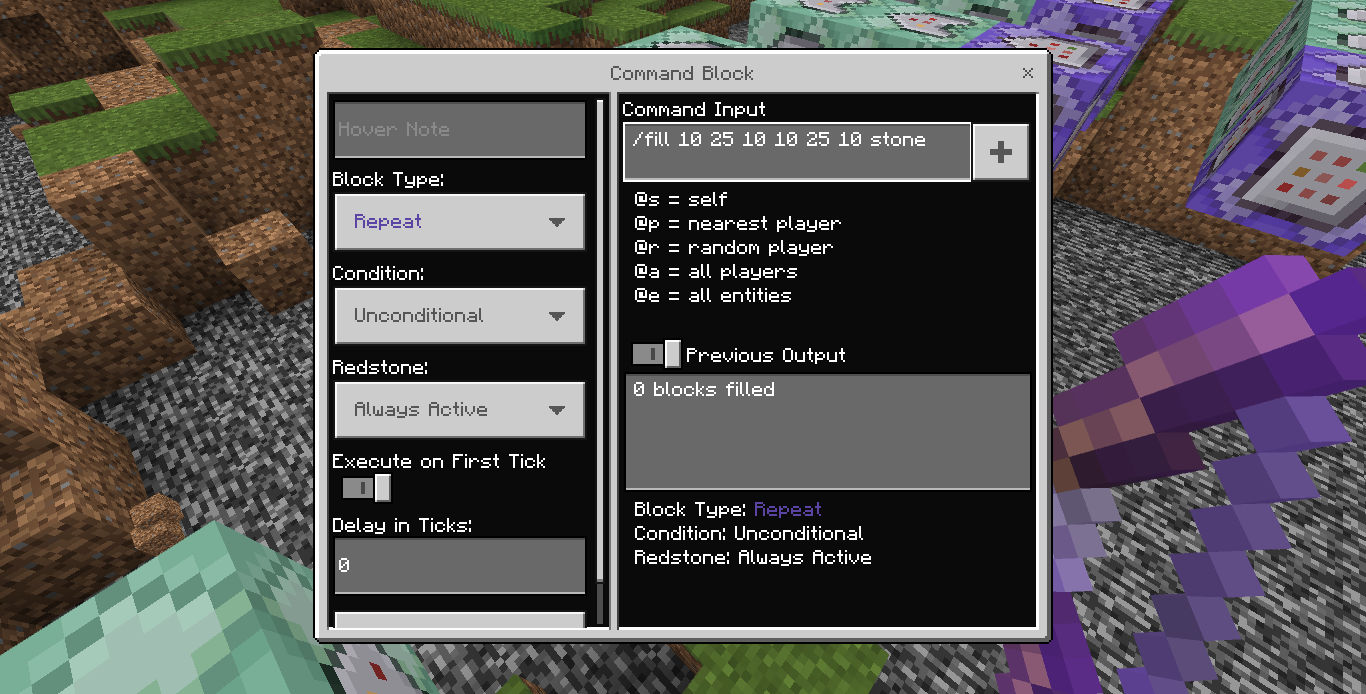 Command Block
Hover Note
Block Type:
Repeat
Condition:
Unconditional
Redstone:
Always Active
Execute on First Tick
Delay in Ticks:
0
Command Input
/fill 10 25 10 10 25 10 stone
@s = self
@p = nearest player
@r = random player
@a = all players
@e = all entities
Previous Output
0 blocks filled
Block Type: Repeat
Condition: Unconditional
Redstone: Always Active